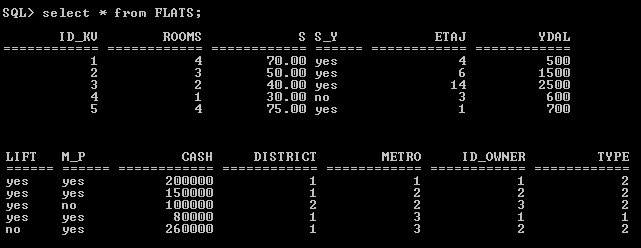 SQL> select * from FLATS;
ID_KV ROOMS S S_Y ETAJ YDAL
============ ============ ============ ====== ============ ============
1 4 70.00 yes 4 500
2 3 50.00 yes 6 1500
3 2 40.00 yes 14 2500
4 1 30.00 no 3 600
5 4 75.00 yes 1 700
LIFT M_P CASH DISTRICT METRO ID_OWNER TYPE
====== ====== ============ ============ ============ ============ ============
yes yes 200000 1 1 1 2
yes yes 150000 1 2 2 2
yes no 100000 2 2 3 2
yes yes 80000 1 3 1 1
no yes 260000 1 3 2 2